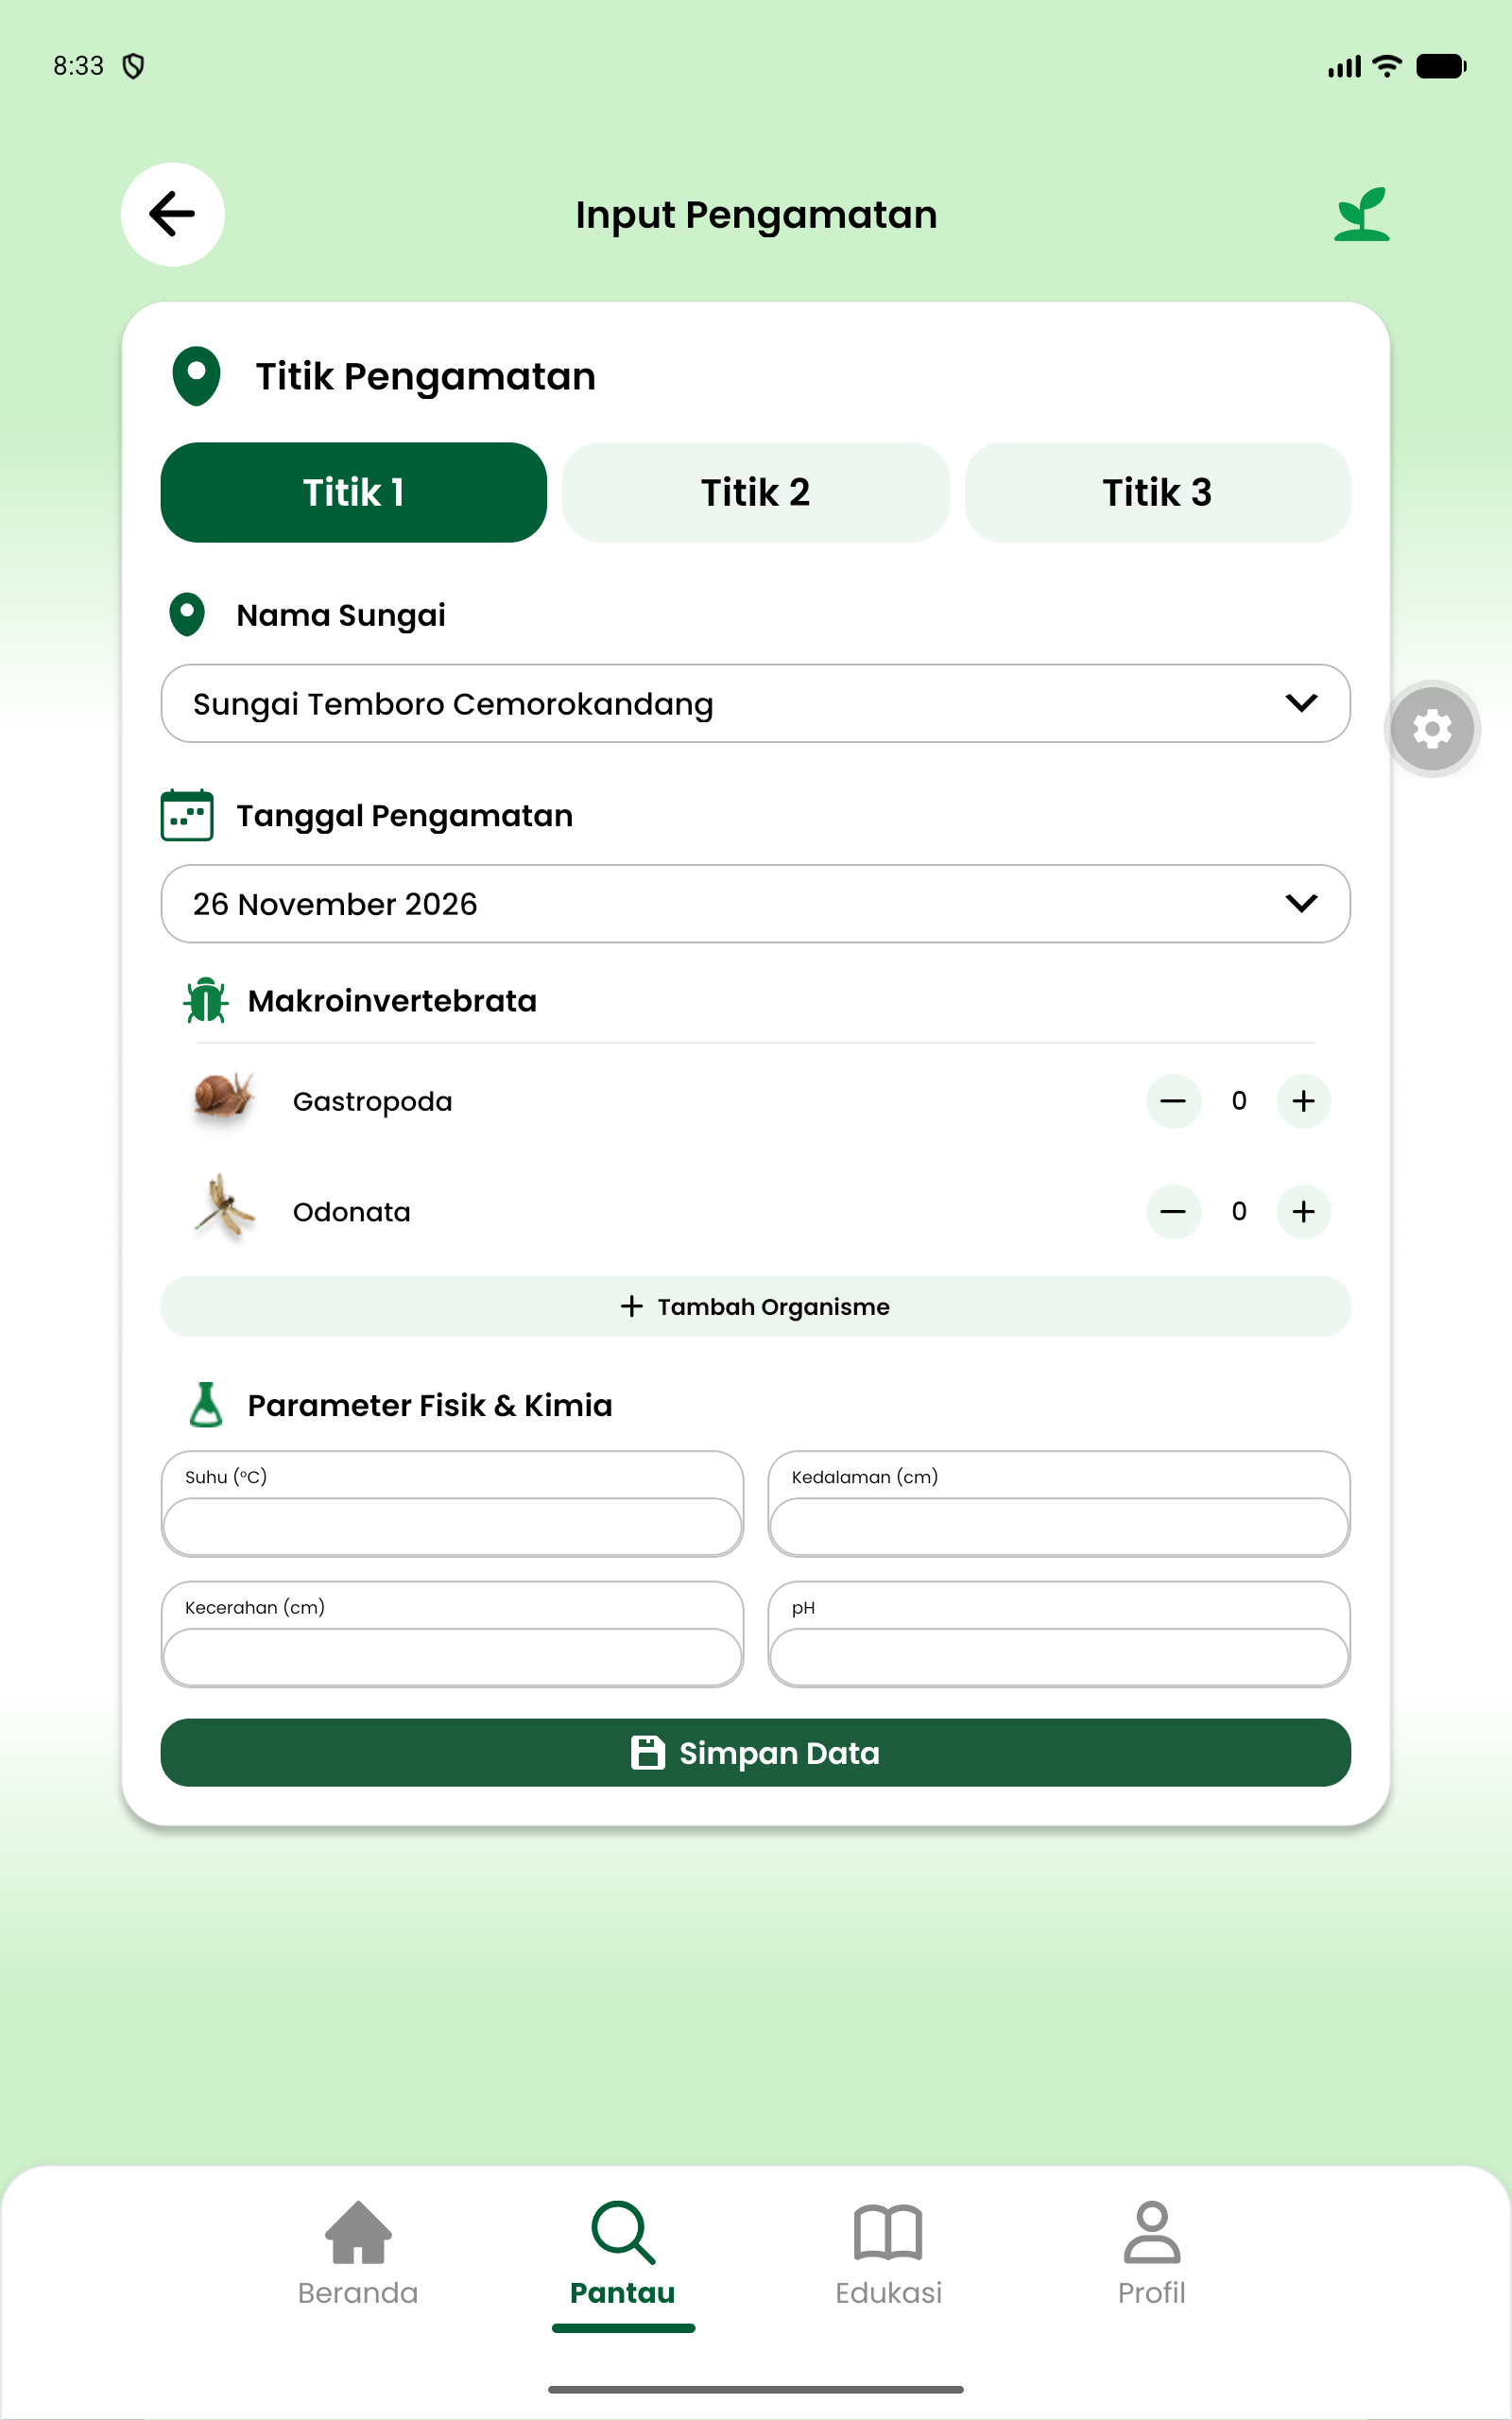 8:33
Input Pengamatan
Titik Pengamatan
Titik 1
Titik 2
Titik 3
Nama Sungai
Sungai Temboro Cemorokandang
Tanggal Pengamatan
26 November 2026
Makroinvertebrata
Gastropoda
0
Odonata
0
Tambah Organisme
Parameter Fisik & Kimia
Suhu (°C)
Kedalaman (cm)
Kecerahan (cm)
pH
Simpan Data
Beranda
Pantau
Edukasi
Profil